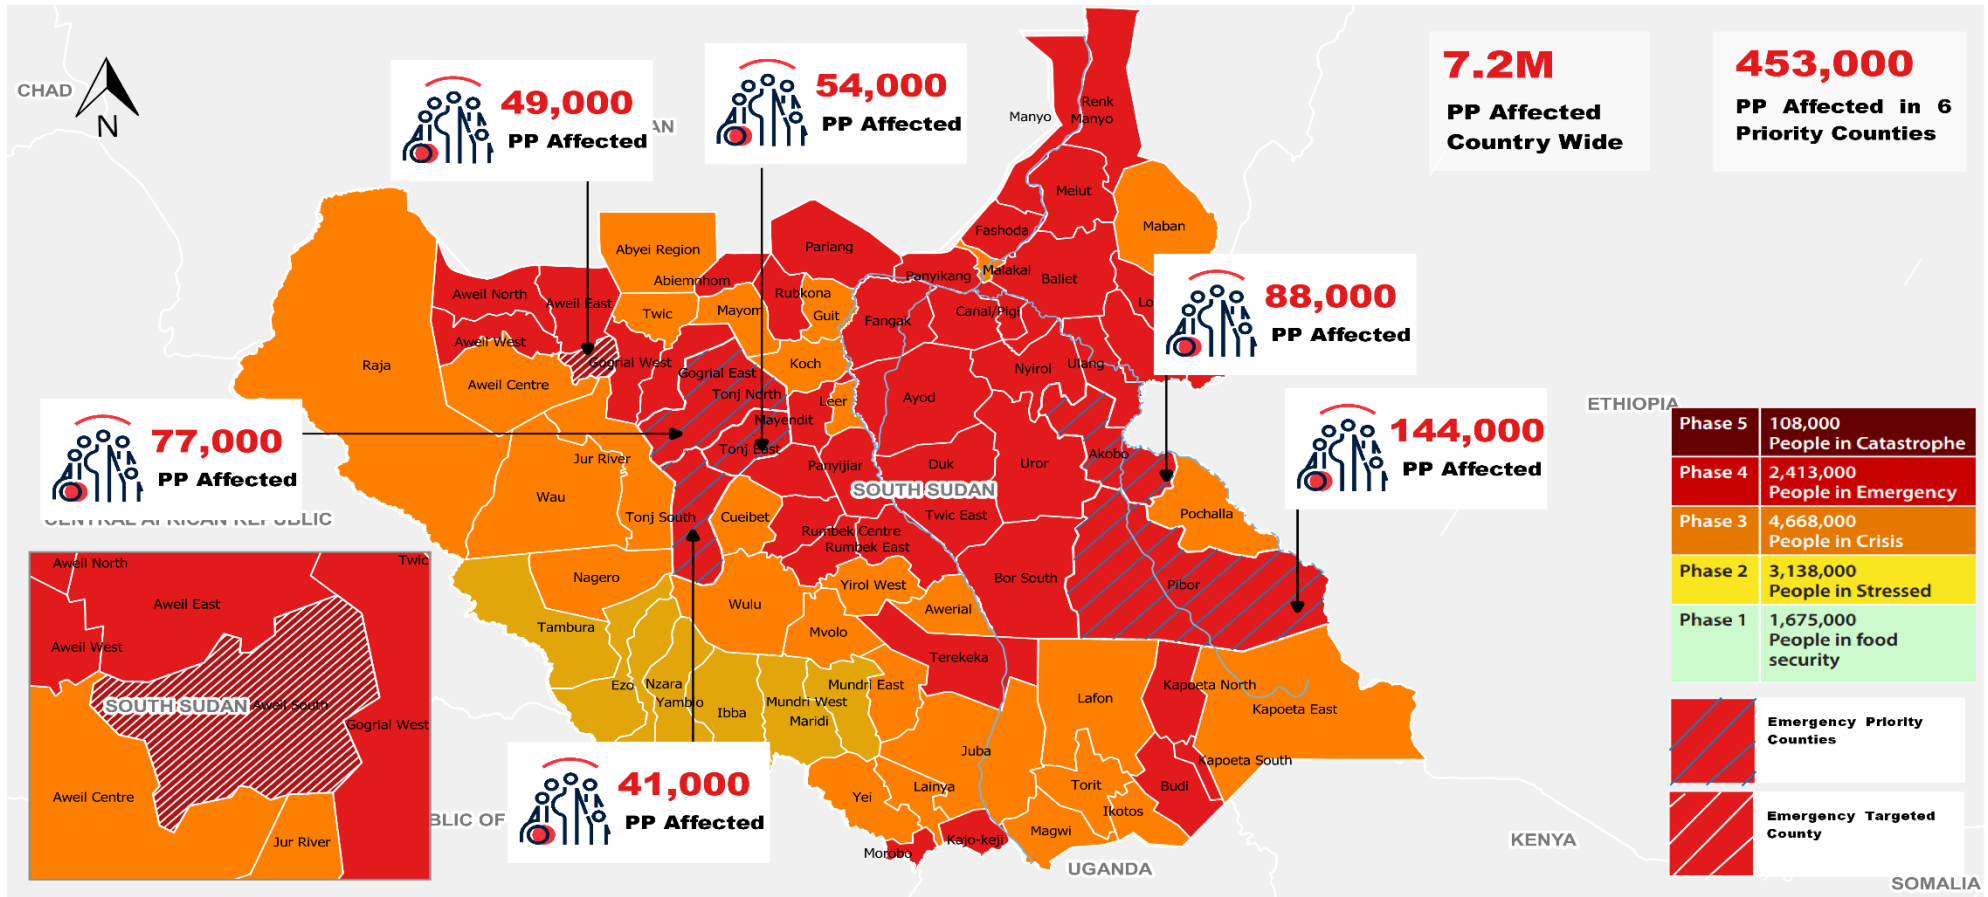 CHAD
N
49,000
PP Affected
AN
54,000
PP Affected
7.2M
PP Affected
Country Wide
453,000
PP Affected in 6
Priority Counties
Renk
Manyo
Manyo
Melut
Maban
Fashoda
Pariang
Abyei Region
Abiemnhom
Panyikang
Malakal
Baliet
Aweil North
Aweil East
Rubkona
Lo
88,000
PP Affected
Twic
Mayom
Guit
Fangak
Canal/Pigi
Aweil West
Gogrial West
Koch
Raja
Aweil Centre
Gogrial East
Nyirol
Ulang
Tonj North
Leer
Ayod
Mayendit
ETHIOPIA
77,000
PP Affected
144,000
PP Affected
Tonj East
Jur River
Panyijiar
Duk
Uror
Akobo
SOUTH SUDAN
Wau
Tonj South
Cueibet
Twic East
Pochalla
CENTRAL AFRICAN REPUBLIC
Rumbek Centre
Rumbek East
Nagero
Yirol West
Bor South
Pibor
Wulu
Awerial
Tambura
Mvolo
Terekeka
Ezo
Nzara
Mundri East
Kapoeta North
Yambio
Ibba
Mundri West
Lafon
Kapoeta East
Maridi
Juba
Kapoeta South
41,000
PP Affected
Yei
Lainya
Torit
Budi
Ikotos
BLIC OF
Magwi
Kajo-keji
Morobo
UGANDA
KENYA
SOMALIA
Aweil North
Twic
Aweil East
Aweil West
SOUTH SUDAN
Aweil South
Gogrial West
Aweil Centre
Jur River
Phase 5
108,000
People in Catastrophe
Phase 4
2,413,000
People in Emergency
Phase 3
4,668,000
People in Crisis
Phase 2
3,138,000
People in Stressed
Phase 1
1,675,000
People in food
security
Emergency Priority
Counties
Emergency Targeted
County